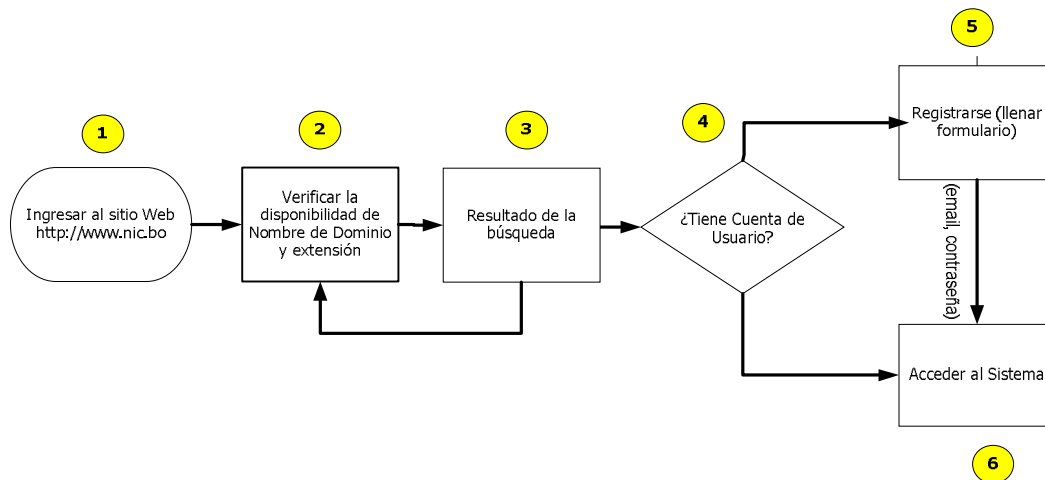 1
Ingresar al sitio Web
http://www.nic.bo
2
Verificar la
disponibilidad de
Nombre de Dominio
y extensión
3
Resultado de la
búsqueda
4
¿Tiene Cuenta de
Usuario?
5
Registrarse (llenar
formulario)
(email, contraseña)
Acceder al Sistema
6